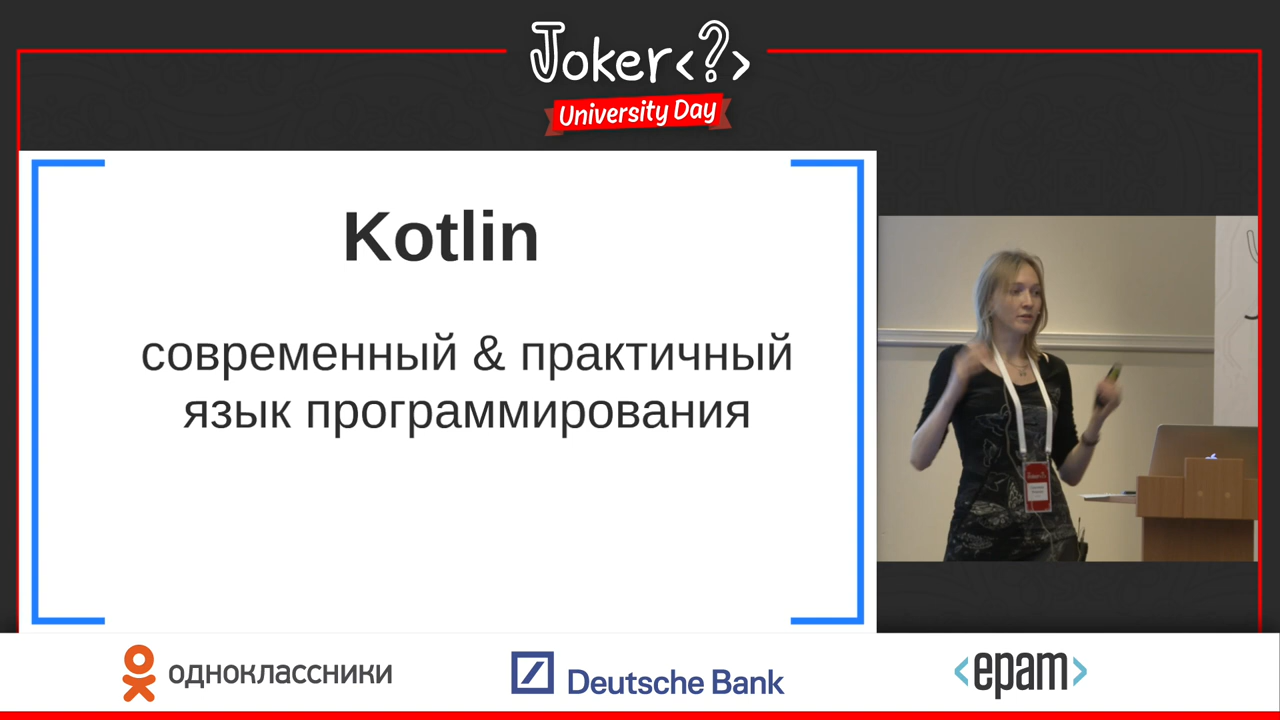 Joker<?>
University Day
Kotlin
современный & практичный
язык программирования
одноклассники
Deutsche Bank
<epam>